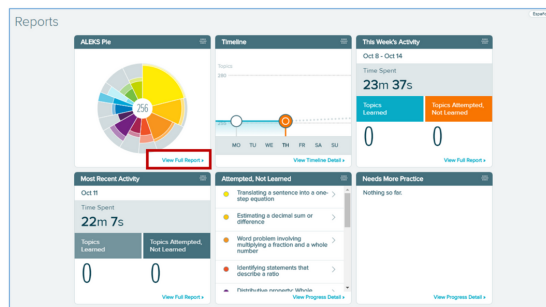 Español
Reports
ALEKS Pie
256
View Full Report »
Timeline
Topics
MO TU WE TH FR SA SU
View Timeline Detail »
This Week's Activity
Oct 8 - Oct 14
Time Spent
23m 37s
Topics Learned
0
Topics Attempted, Not Learned
0
View Full Report »
Most Recent Activity
Oct 11
Time Spent
22m 7s
Topics Learned
0
Topics Attempted, Not Learned
0
View Full Report »
Attempted, Not Learned
Translating a sentence into a one-
step equation
Estimating a decimal sum or
difference
Word problem involving
multiplying a fraction and a whole
number
Identifying statements that
describe a ratio
Distributive property: Whole
View Progress Detail »
Needs More Practice
Nothing so far.
View Progress Detail »